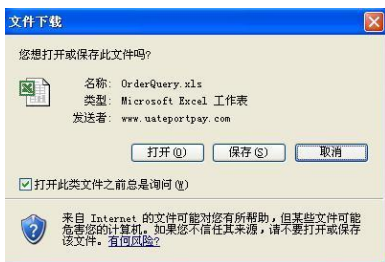 文件下载
您想打开或保存此文件吗?
名称: OrderQuery.xls
类型: Microsoft Excel 工作表
发送者: www.uateportpay.com
打开(O) 保存(S) 取消
打开此类文件之前总是询问(W)
来自 Internet 的文件可能对您有所帮助，但某些文件可能
危害您的计算机。如果您不信任其来源，请不要打开或保存
该文件。有何风险?